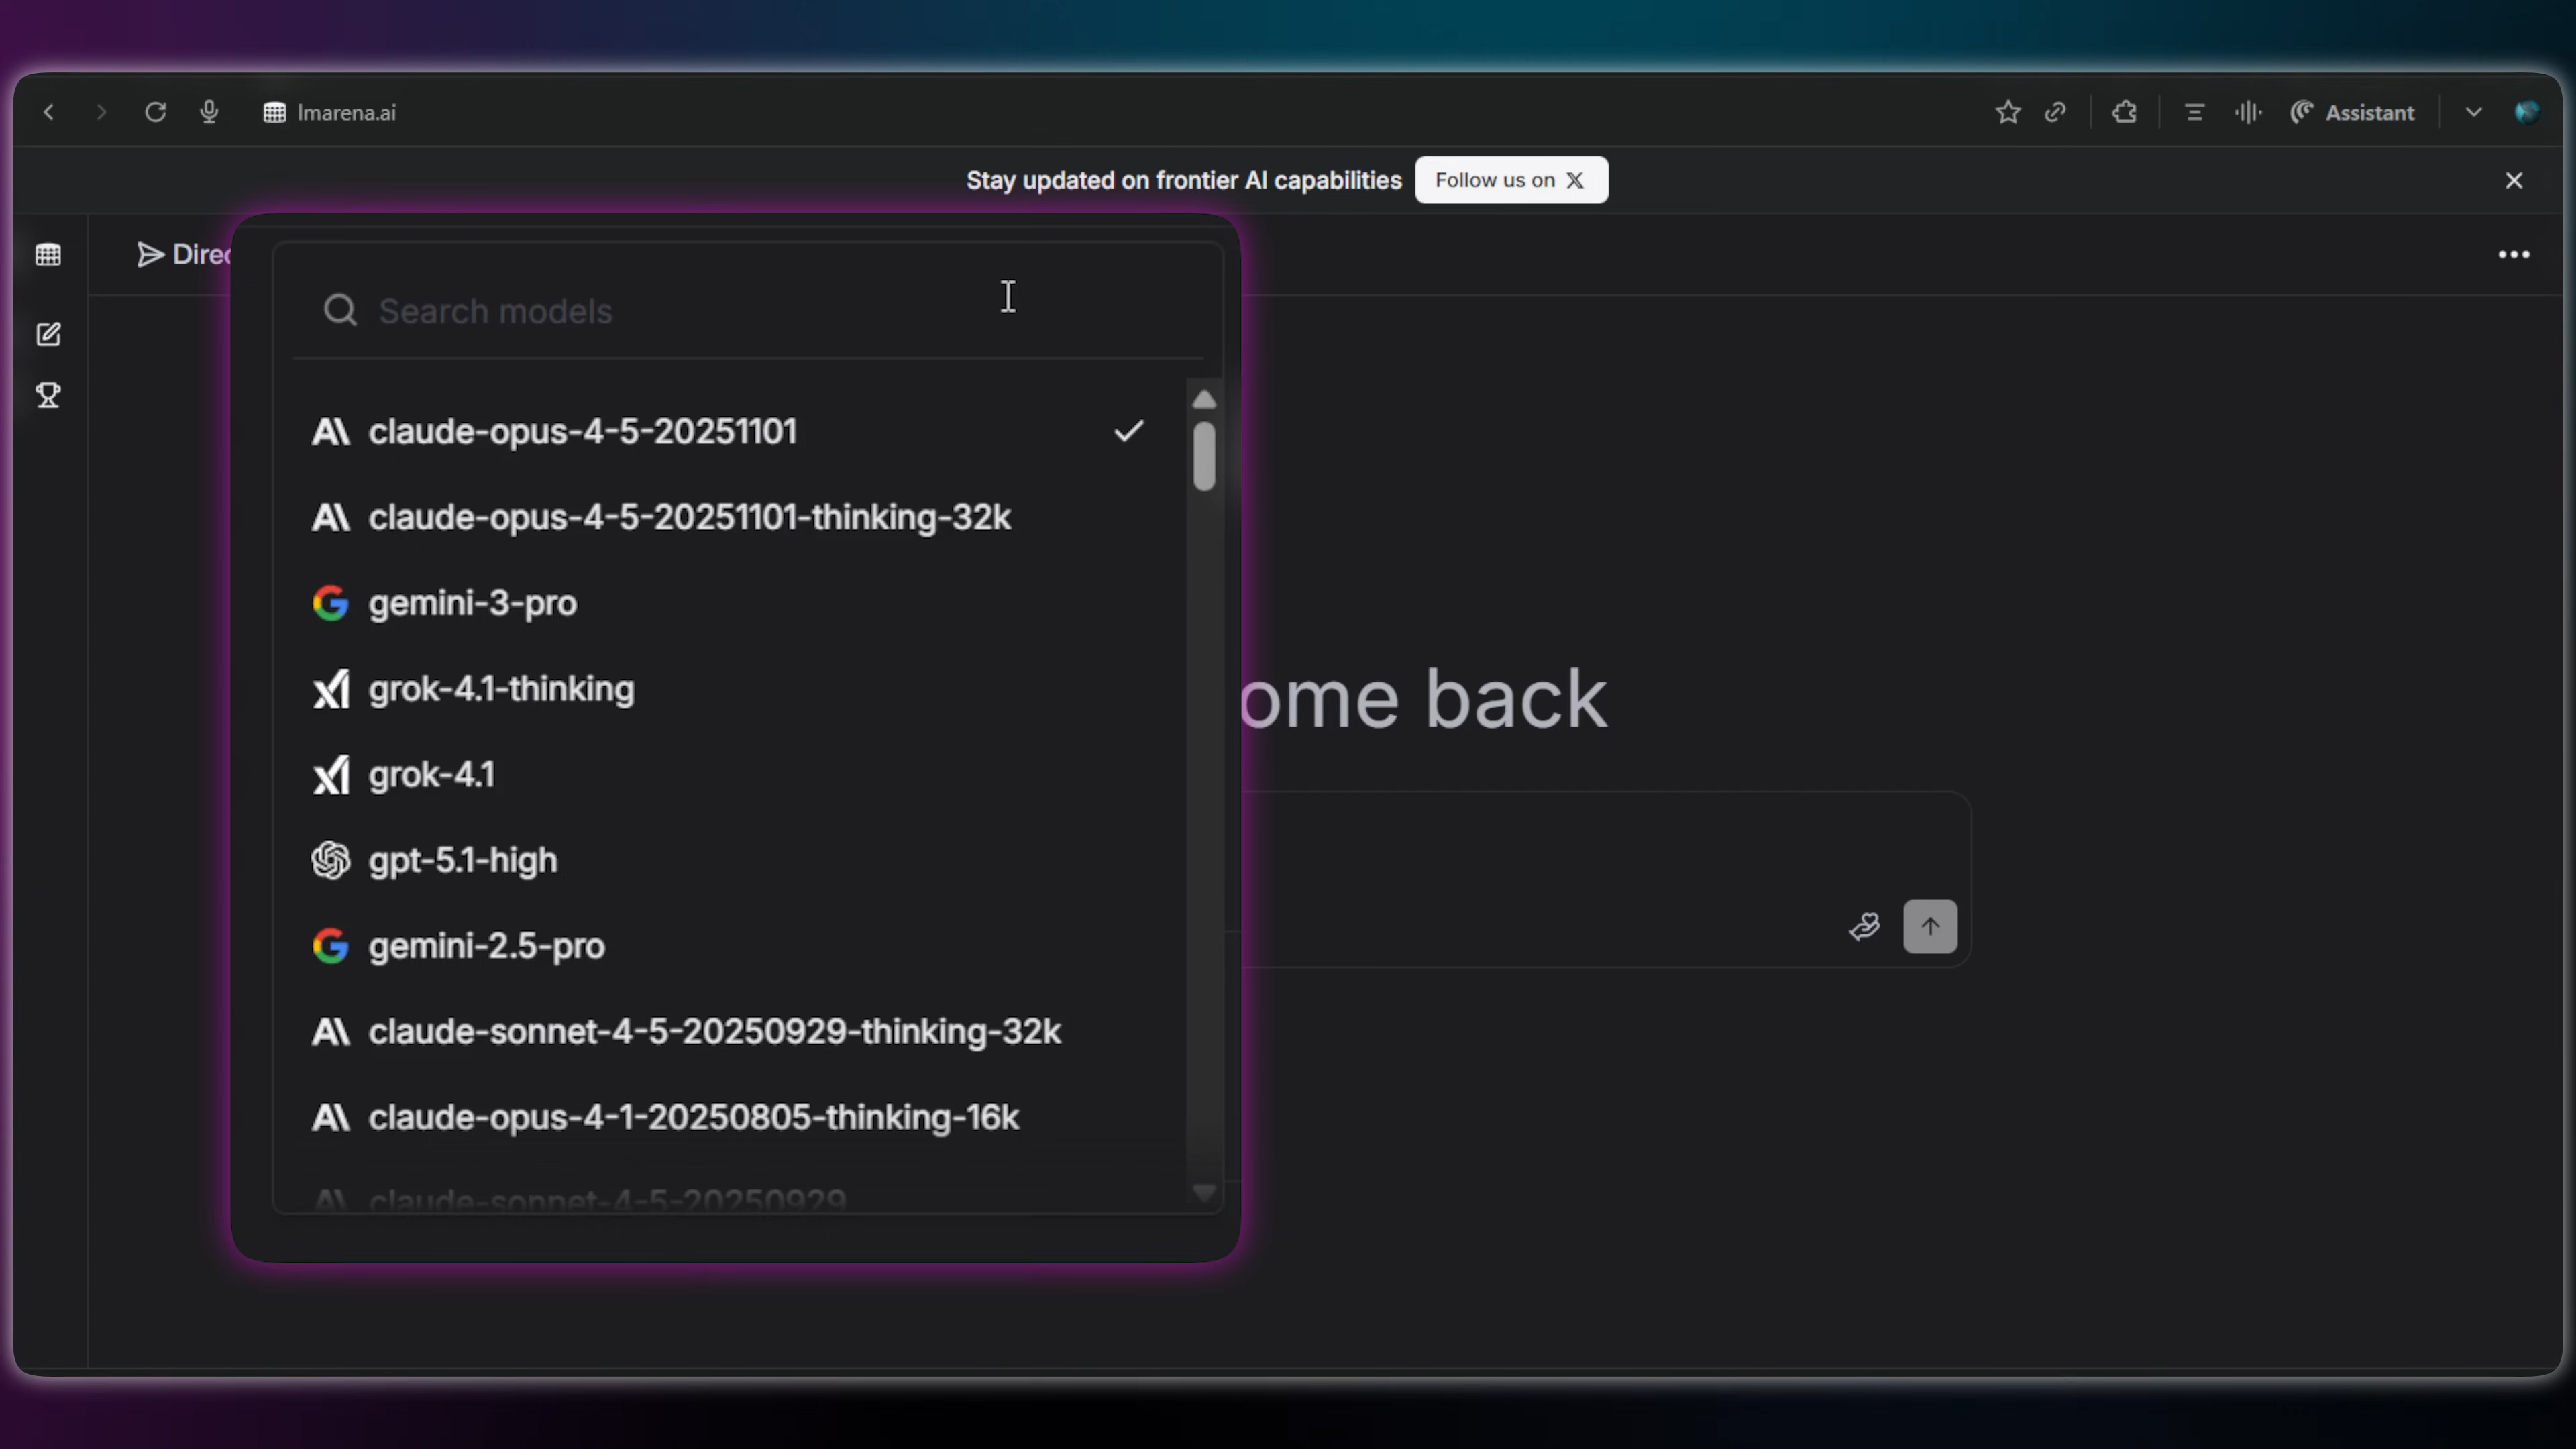 lmarena.ai
Assistant
Stay updated on frontier AI capabilities
Follow us on X
Direc
Search models
claude-opus-4-5-20251101
claude-opus-4-5-20251101-thinking-32k
gemini-3-pro
grok-4.1-thinking
grok-4.1
gpt-5.1-high
gemini-2.5-pro
claude-sonnet-4-5-20250929-thinking-32k
claude-opus-4-1-20250805-thinking-16k
claude-sonnet-4-5-20250929
ome back